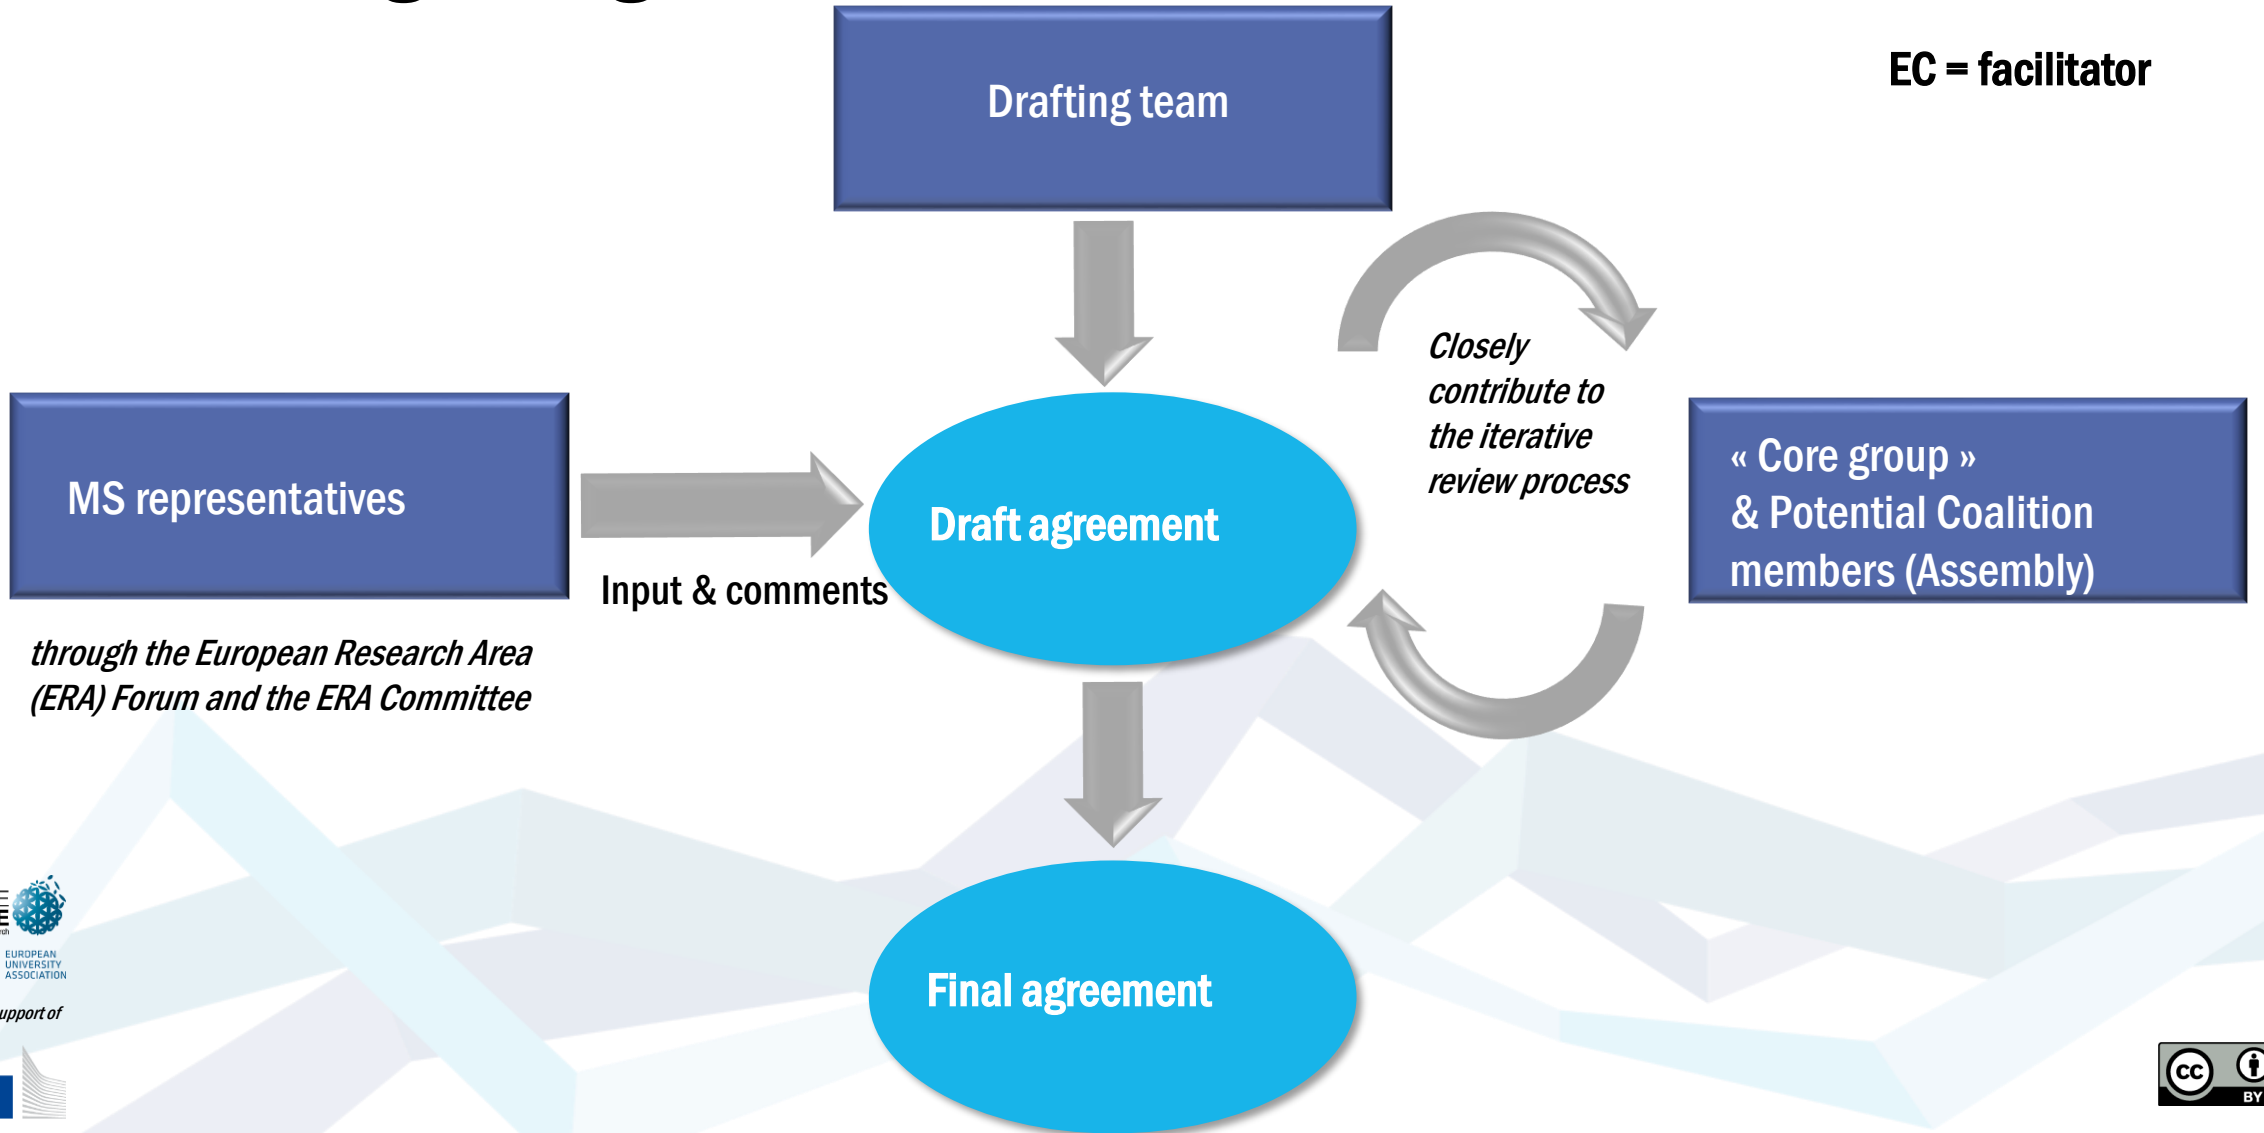 Drafting team
EC = facilitator
Closely
contribute to
the iterative
review process
MS representatives
Input & comments
through the European Research Area
(ERA) Forum and the ERA Committee
Draft agreement
« Core group »
& Potential Coalition
members (Assembly)
Final agreement
EUROPEAN
UNIVERSITY
ASSOCIATION
of
CC
BY